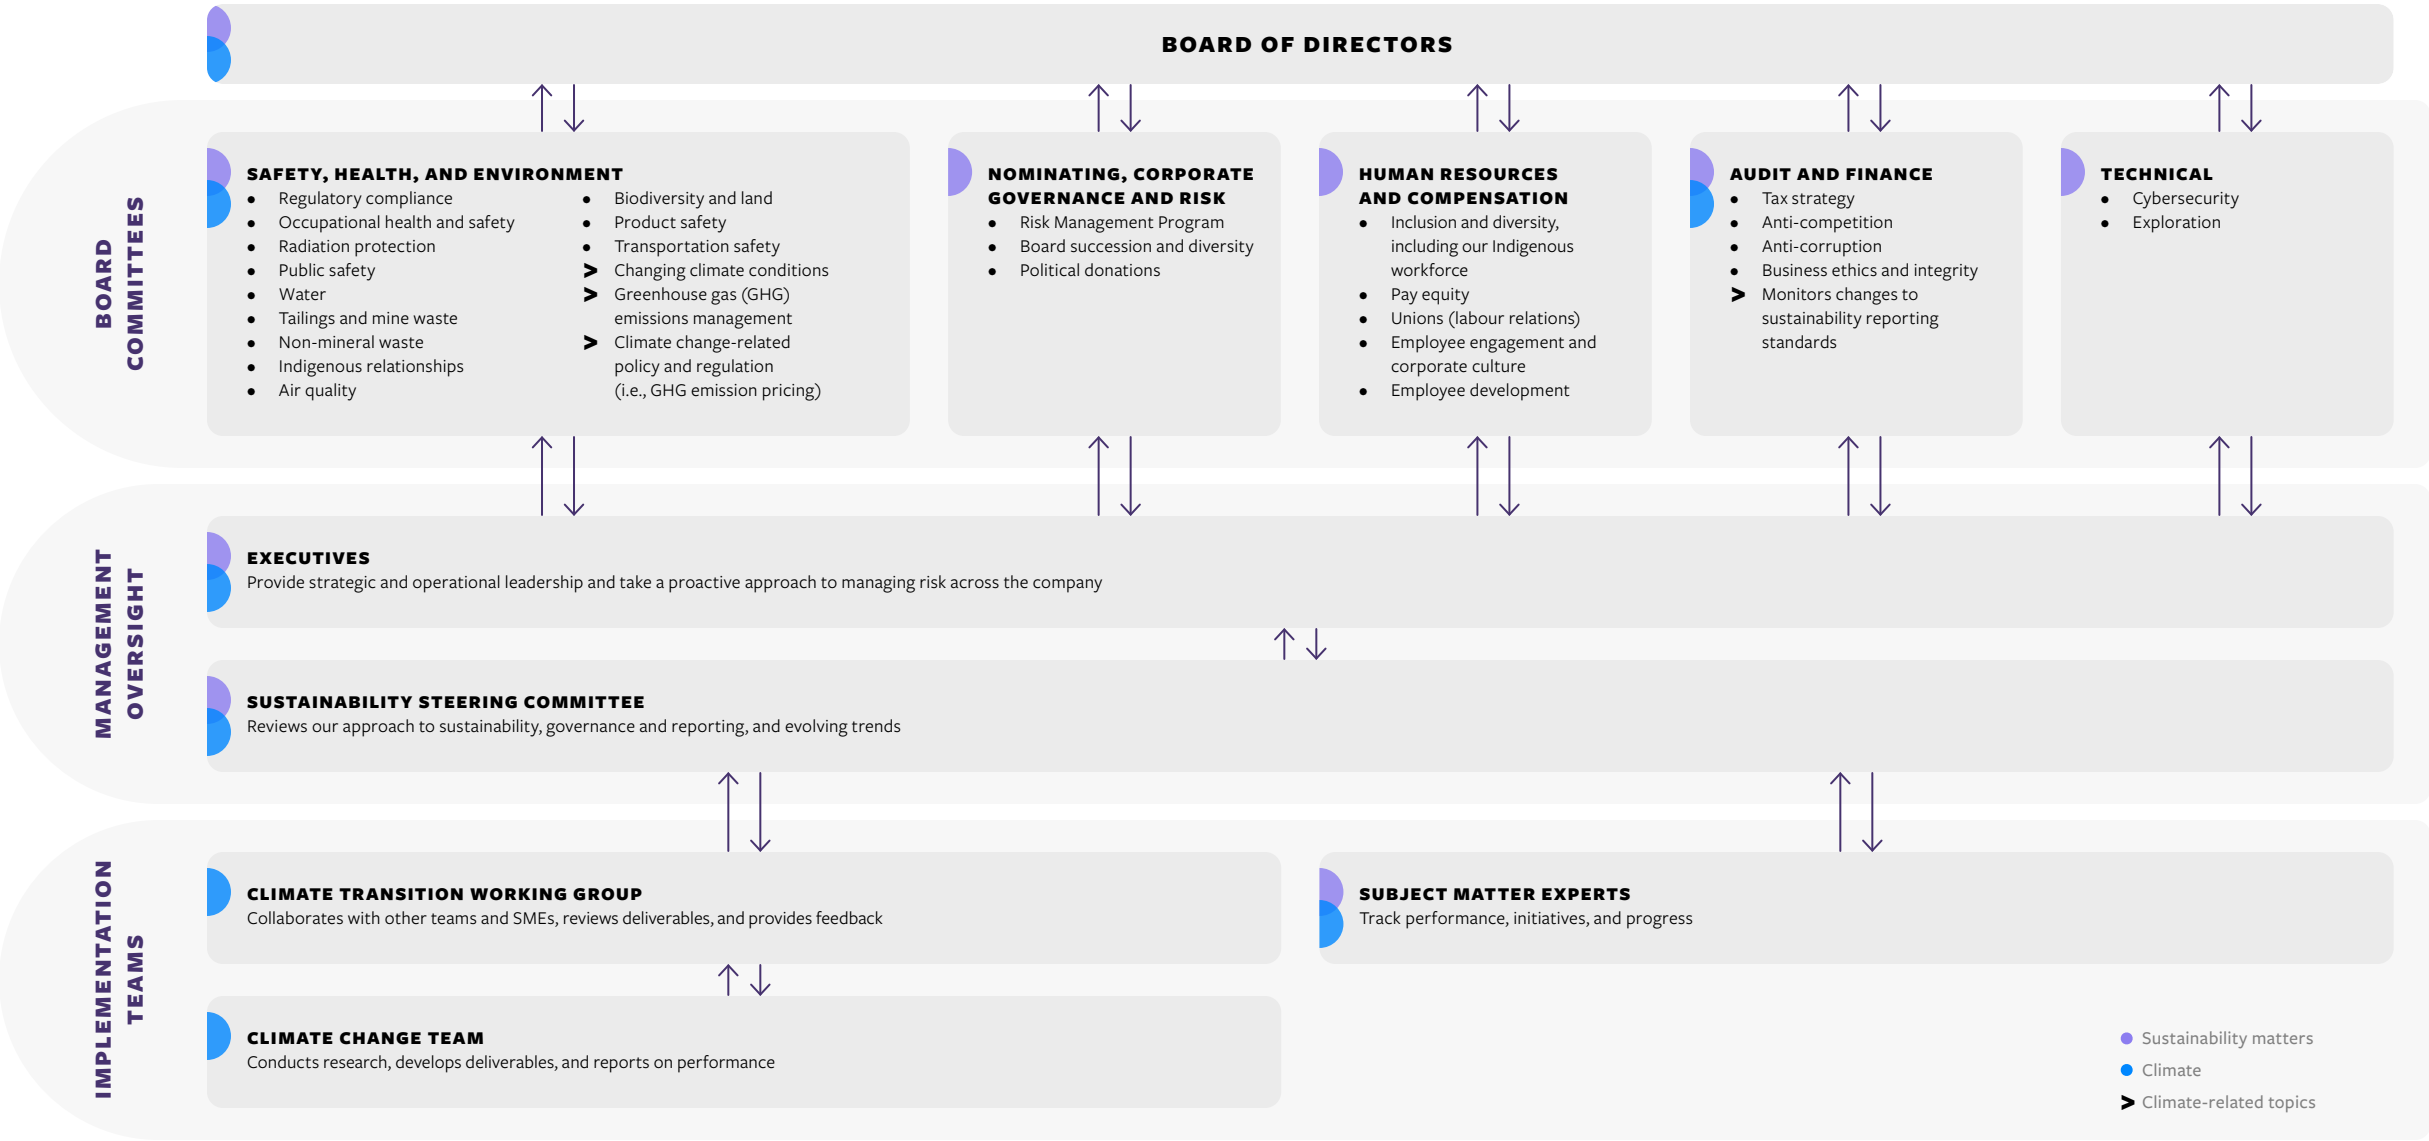 BOARD OF DIRECTORS
BOARD
COMMITTEES
SAFETY, HEALTH, AND ENVIRONMENT
• Regulatory compliance
• Occupational health and safety
• Radiation protection
• Public safety
• Water
• Tailings and mine waste
• Non-mineral waste
• Indigenous relationships
• Air quality
• Biodiversity and land
• Product safety
• Transportation safety
> Changing climate conditions
> Greenhouse gas (GHG)
emissions management
> Climate change-related
policy and regulation
(i.e., GHG emission pricing)
NOMINATING, CORPORATE
GOVERNANCE AND RISK
• Risk Management Program
• Board succession and diversity
• Political donations
HUMAN RESOURCES
AND COMPENSATION
• Inclusion and diversity,
including our Indigenous
workforce
• Pay equity
• Unions (labour relations)
• Employee engagement and
corporate culture
• Employee development
AUDIT AND FINANCE
• Tax strategy
• Anti-competition
• Anti-corruption
• Business ethics and integrity
> Monitors changes to
sustainability reporting
standards
TECHNICAL
• Cybersecurity
• Exploration
MANAGEMENT
OVERSIGHT
EXECUTIVES
Provide strategic and operational leadership and take a proactive approach to managing risk across the company
SUSTAINABILITY STEERING COMMITTEE
Reviews our approach to sustainability, governance and reporting, and evolving trends
IMPLEMENTATION
TEAMS
CLIMATE TRANSITION WORKING GROUP
Collaborates with other teams and SMEs, reviews deliverables, and provides feedback
SUBJECT MATTER EXPERTS
Track performance, initiatives, and progress
CLIMATE CHANGE TEAM
Conducts research, develops deliverables, and reports on performance
Sustainability matters
Climate
> Climate-related topics